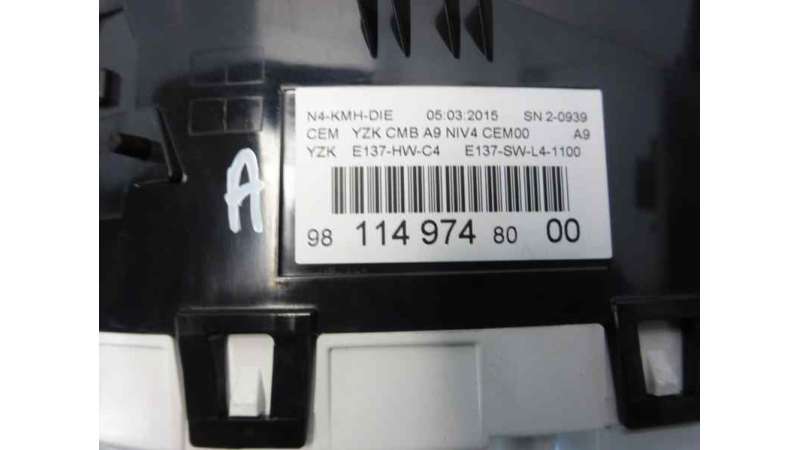 N4-KMH-DIE 05:03:2015 SN 2-0939
CEM YZK CMB A9 NIV4 CEM00 A9
YZK E137-HW-C4 E137-SW-L4-1100
98 114 974 80 00
A